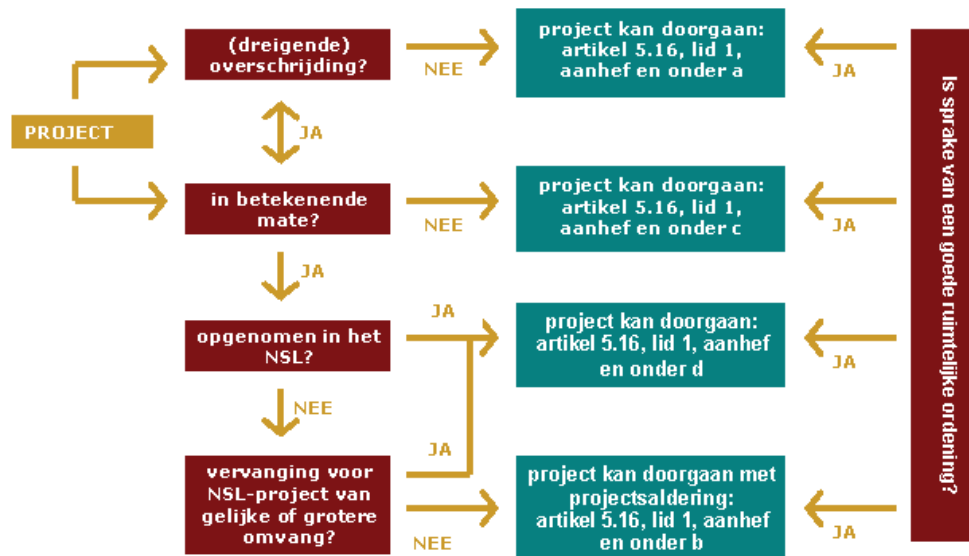 PROJECT
(dreigende)
overschrijding?
NEE
project kan doorgaan:
artikel 5.16, lid 1,
aanhef en onder a
JA
JA
in betekenende
mate?
NEE
project kan doorgaan:
artikel 5.16, lid 1,
aanhef en onder c
JA
JA
opgenomen in het
NSL?
JA
project kan doorgaan:
artikel 5.16, lid 1, aanhef
en onder d
JA
NEE
JA
vervanging voor
NSL-project van
gelijke of grotere
omvang?
NEE
project kan doorgaan met
projectsaldering:
artikel 5.16, lid 1, aanhef
en onder b
JA
Is sprake van een goede ruimtelijke ordening?